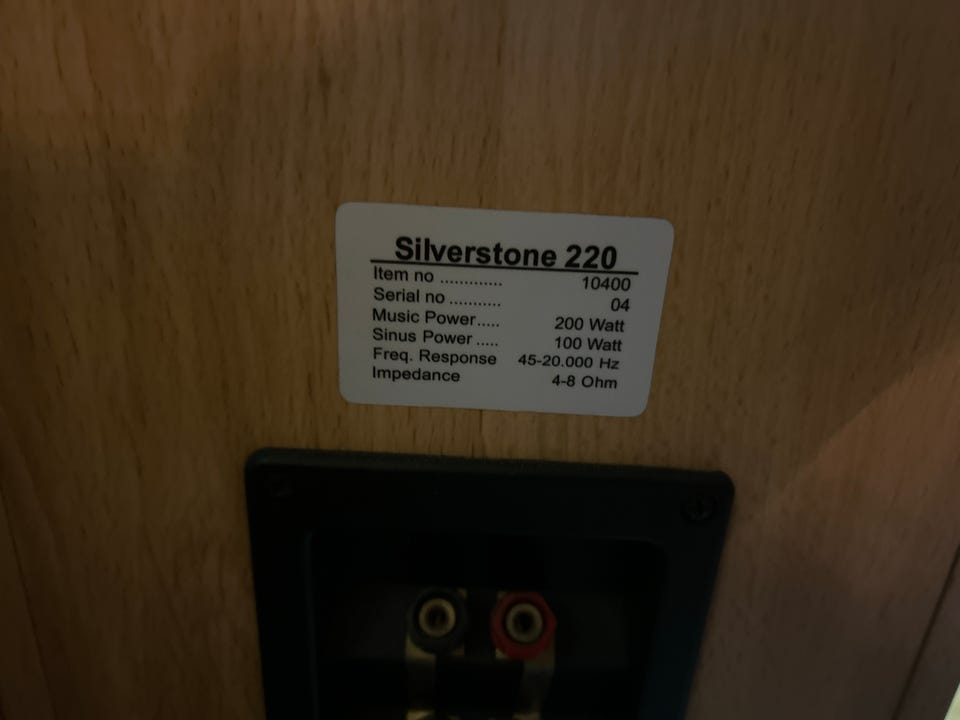 Silverstone 220
Item no ............. 10400
Serial no ........... 04
Music Power..... 200 Watt
Sinus Power ..... 100 Watt
Freq. Response 45-20.000 Hz
Impedance 4-8 Ohm